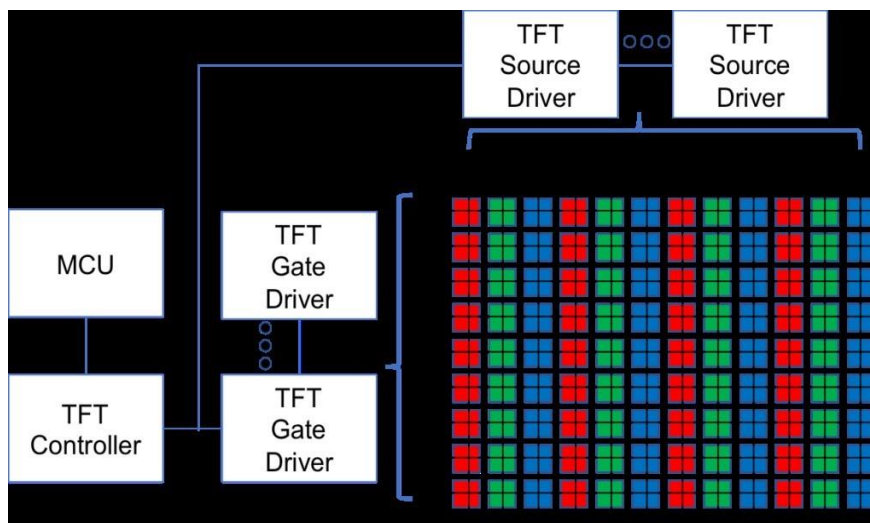 TFT
Source
Driver
TFT
Source
Driver
MCU
TFT
Gate
Driver
TFT
Controller
TFT
Gate
Driver